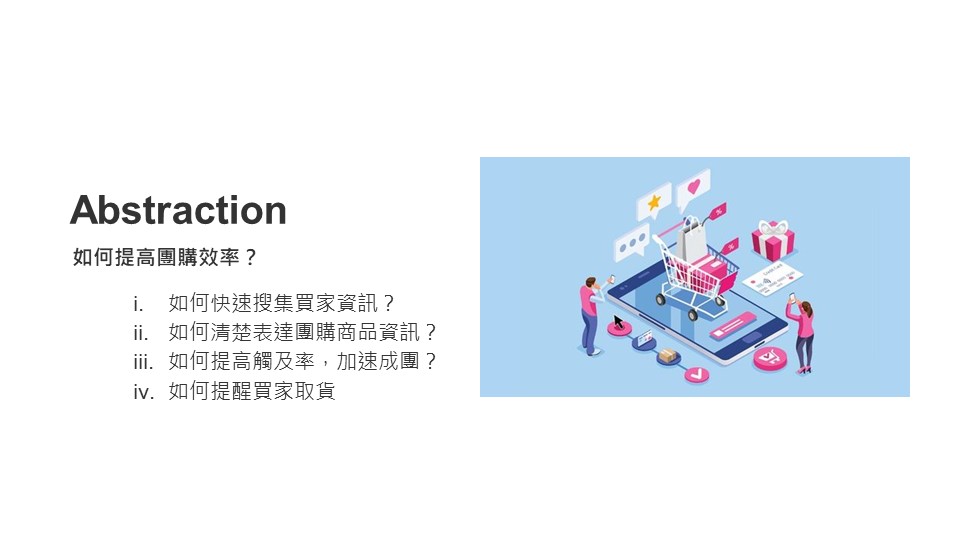 Abstraction
如何提高團購效率？
i. 如何快速搜集買家資訊？
ii. 如何清楚表達團購商品資訊？
iii. 如何提高觸及率，加速成團？
iv. 如何提醒買家取貨
Credit Card
%
%